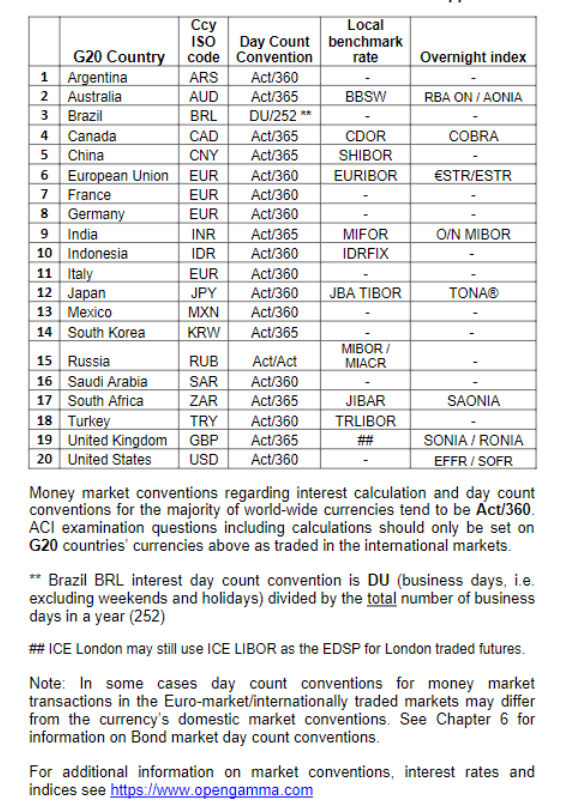 G20 Country Ccy ISO code Day Count Convention Local benchmark rate Overnight index
1 Argentina ARS Act/360 - -
2 Australia AUD Act/365 BBSW RBA ON / AONIA
3 Brazil BRL DU/252 ** - -
4 Canada CAD Act/365 CDOR COBRA
5 China CNY Act/365 SHIBOR -
6 European Union EUR Act/360 EURIBOR €STR/ESTR
7 France EUR Act/360 - -
8 Germany EUR Act/360 - -
9 India INR Act/365 MIFOR O/N MIBOR
10 Indonesia IDR Act/360 IDRFIX -
11 Italy EUR Act/360 - -
12 Japan JPY Act/360 JBA TIBOR TONA®
13 Mexico MXN Act/360 - -
14 South Korea KRW Act/365 - -
15 Russia RUB Act/Act MIBOR / MIACR -
16 Saudi Arabia SAR Act/360 - -
17 South Africa ZAR Act/365 JIBAR SAONIA
18 Turkey TRY Act/360 TRLIBOR -
19 United Kingdom GBP Act/365 ## SONIA / RONIA
20 United States USD Act/360 - EFFR / SOFR
Money market conventions regarding interest calculation and day count
conventions for the majority of world-wide currencies tend to be Act/360.
ACI examination questions including calculations should only be set on
G20 countries' currencies above as traded in the international markets.
** Brazil BRL interest day count convention is DU (business days, i.e.
excluding weekends and holidays) divided by the total number of business
days in a year (252)
## ICE London may still use ICE LIBOR as the EDSP for London traded futures.
Note: In some cases day count conventions for money market
transactions in the Euro-market/internationally traded markets may differ
from the currency's domestic market conventions. See Chapter 6 for
information on Bond market day count conventions.
For additional information on market conventions, interest rates and
indices see https://www.opengamma.com